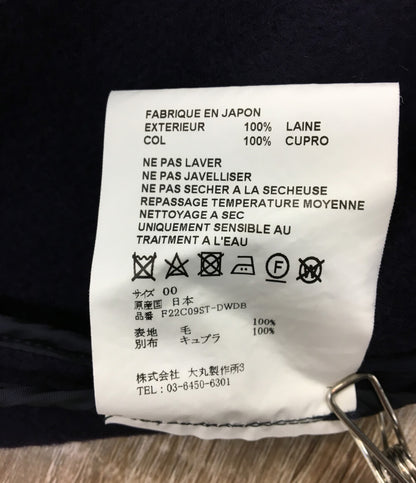 FABRIQUE EN JAPON
EXTERIEUR 100% LAINE
COL 100% CUPRO
NE PAS LAVER
NE PAS JAVELLISER
NE PAS SECHER A LA SECHEUSE
REPASSAGE TEMPERATURE MOYENNE
NETTOYAGE A SEC
UNIQUEMENT SENSIBLE AU
TRAITEMENT A L'EAU
サイズ 00
原産国 日本
品番 F22C09ST-DWDB
表地 毛 100%
別布 キュプラ 100%
株式会社 大丸製作所3
TEL: 03-6450-6301